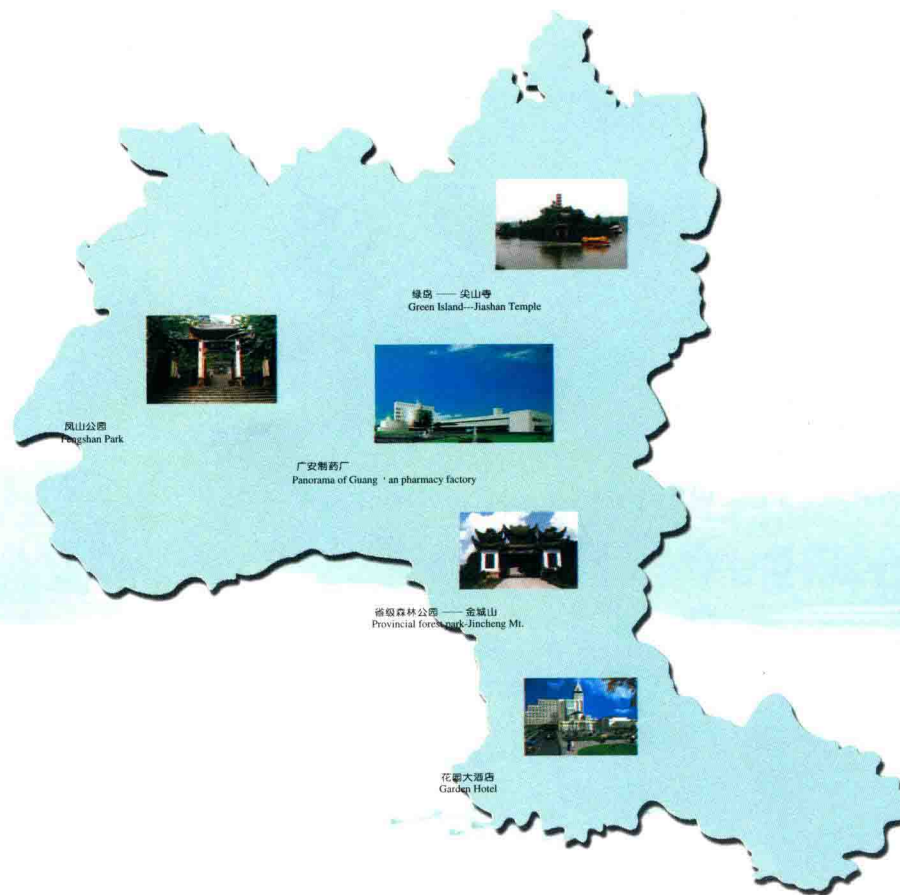 绿岛 —— 尖山寺
Green Island---Jiashan Temple
凤山公园
Fengshan Park
广安制药厂
Panorama of Guang ' an pharmacy factory
省级森林公园 —— 金城山
Provincial forest park-Jincheng Mt.
花园大酒店
Garden Hotel